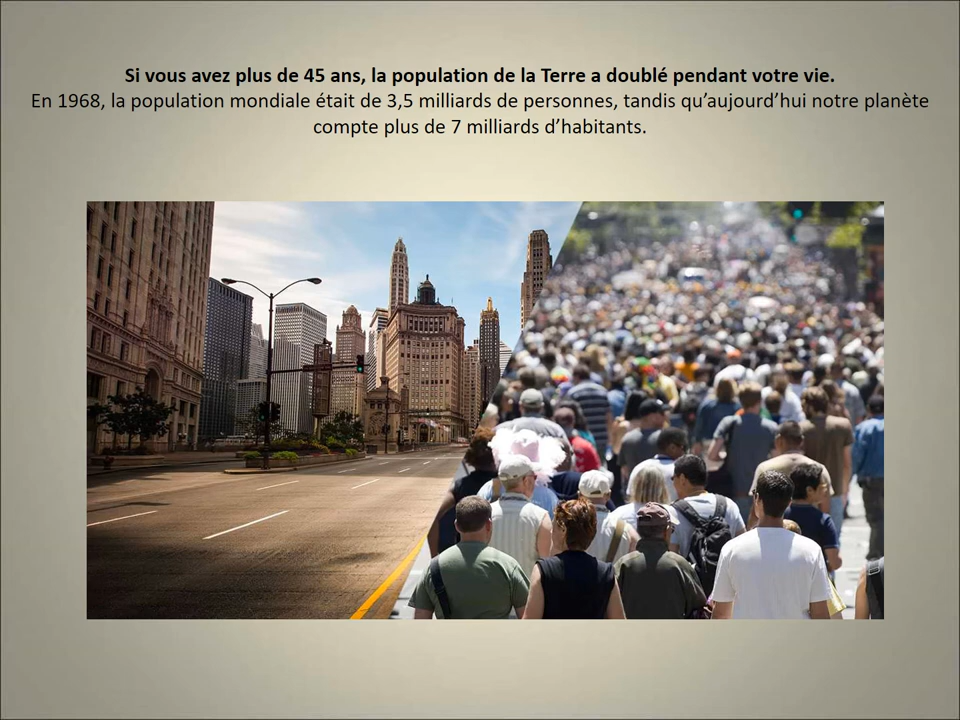 Si vous avez plus de 45 ans, la population de la Terre a doublé pendant votre vie.
En 1968, la population mondiale était de 3,5 milliards de personnes, tandis qu’aujourd’hui notre planète
compte plus de 7 milliards d’habitants.